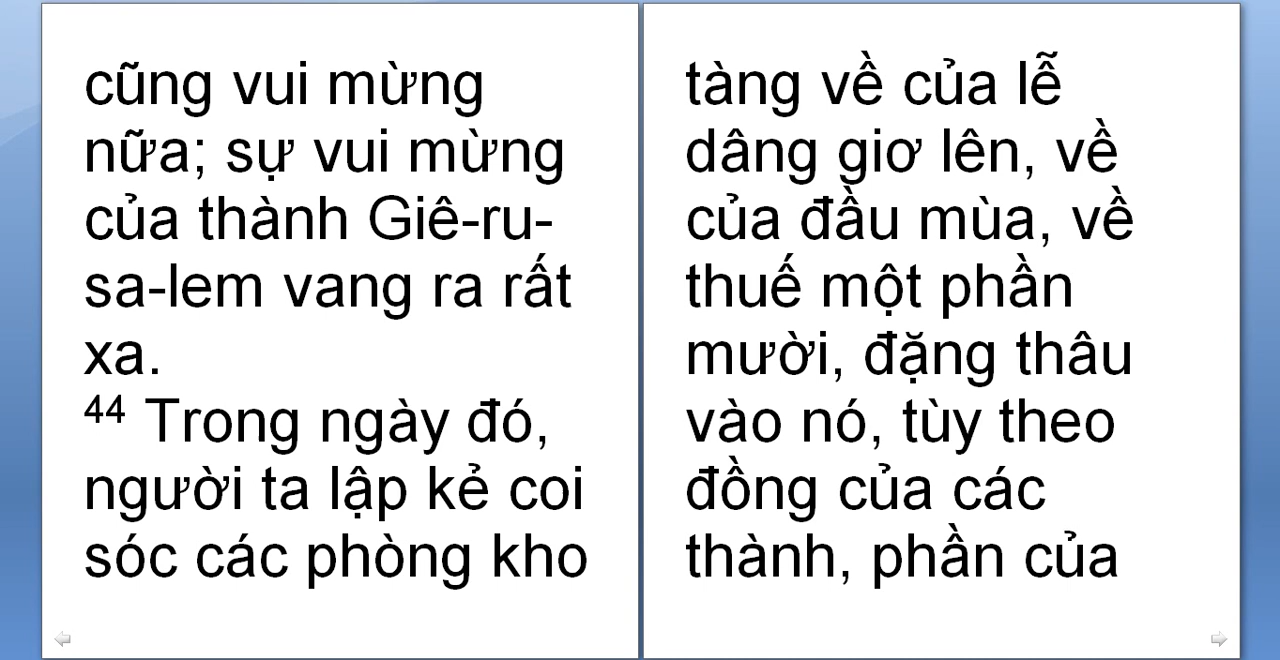 cũng vui mừng
nữa; sự vui mừng
của thành Giê-ru-
sa-lem vang ra rất
xa.
44 Trong ngày đó,
người ta lập kẻ coi
sóc các phòng kho
tàng về của lễ
dâng giơ lên, về
của đầu mùa, về
thuế một phần
mười, đặng thâu
vào nó, tùy theo
đồng của các
thành, phần của